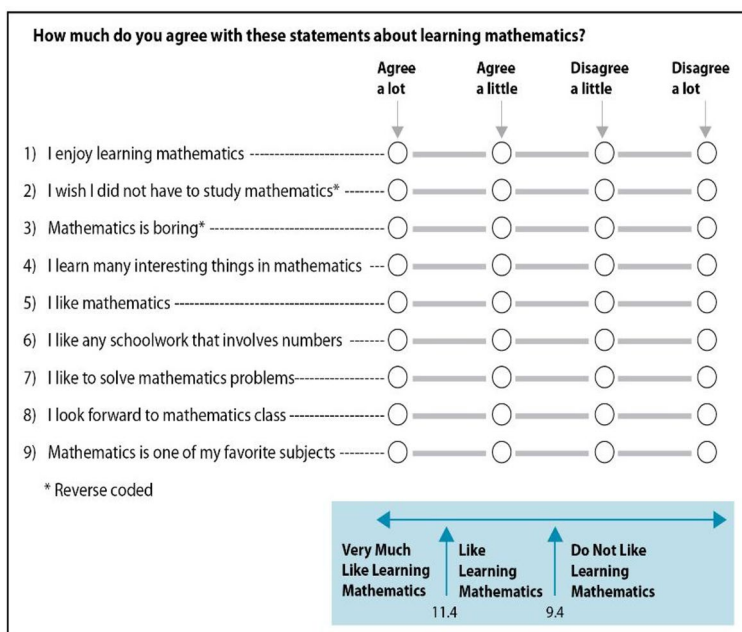 How much do you agree with these statements about learning mathematics?
Agree a lot
Agree a little
Disagree a little
Disagree a lot
1) I enjoy learning mathematics
2) I wish I did not have to study mathematics*
3) Mathematics is boring*
4) I learn many interesting things in mathematics
5) I like mathematics
6) I like any schoolwork that involves numbers
7) I like to solve mathematics problems
8) I look forward to mathematics class
9) Mathematics is one of my favorite subjects
* Reverse coded
Very Much
Like Learning
Mathematics
Like
Learning
Mathematics
Do Not Like
Learning
Mathematics
11.4
9.4